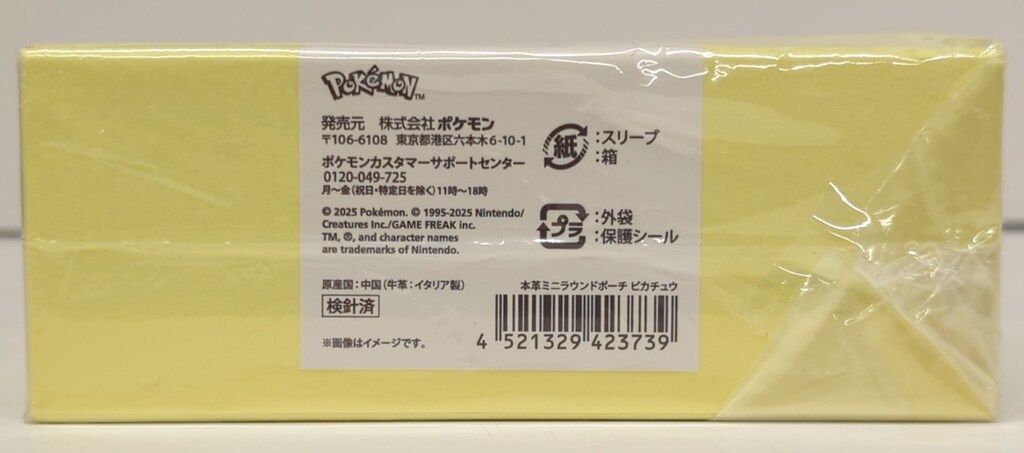 POKéMON™
発売元 株式会社ポケモン
〒106-6108 東京都港区六本木6-10-1
ポケモンカスタマーサポートセンター
0120-049-725
月～金(祝日・特定日を除く)11時～18時
© 2025 Pokémon. © 1995-2025 Nintendo/
Creatures Inc./GAME FREAK inc.
TM, ®, and character names
are trademarks of Nintendo.
紙:スリーブ
:箱
プラ:外袋
:保護シール
原産国:中国(牛革:イタリア製)
検針済
※画像はイメージです。
本革ミニラウンドポーチ ピカチュウ
4 521329 423739